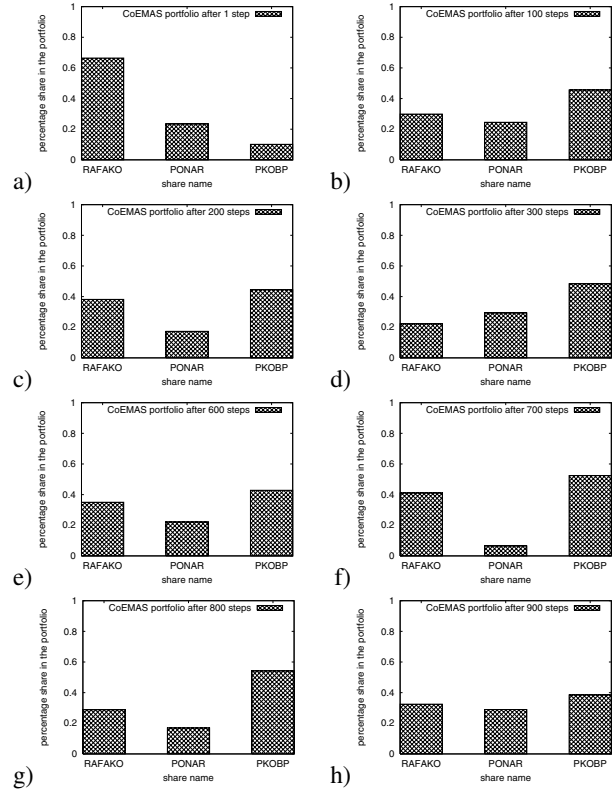 CoEMAS portfolio after 1 step
percentage share in the portfolio
1
0.8
0.6
0.4
0.2
0
RAFAKO PONAR PKOBP
share name
a)
CoEMAS portfolio after 100 steps
percentage share in the portfolio
1
0.8
0.6
0.4
0.2
0
RAFAKO PONAR PKOBP
share name
b)
CoEMAS portfolio after 200 steps
percentage share in the portfolio
1
0.8
0.6
0.4
0.2
0
RAFAKO PONAR PKOBP
share name
c)
CoEMAS portfolio after 300 steps
percentage share in the portfolio
1
0.8
0.6
0.4
0.2
0
RAFAKO PONAR PKOBP
share name
d)
CoEMAS portfolio after 600 steps
percentage share in the portfolio
1
0.8
0.6
0.4
0.2
0
RAFAKO PONAR PKOBP
share name
e)
CoEMAS portfolio after 700 steps
percentage share in the portfolio
1
0.8
0.6
0.4
0.2
0
RAFAKO PONAR PKOBP
share name
f)
CoEMAS portfolio after 800 steps
percentage share in the portfolio
1
0.8
0.6
0.4
0.2
0
RAFAKO PONAR PKOBP
share name
g)
CoEMAS portfolio after 900 steps
percentage share in the portfolio
1
0.8
0.6
0.4
0.2
0
RAFAKO PONAR PKOBP
share name
h)